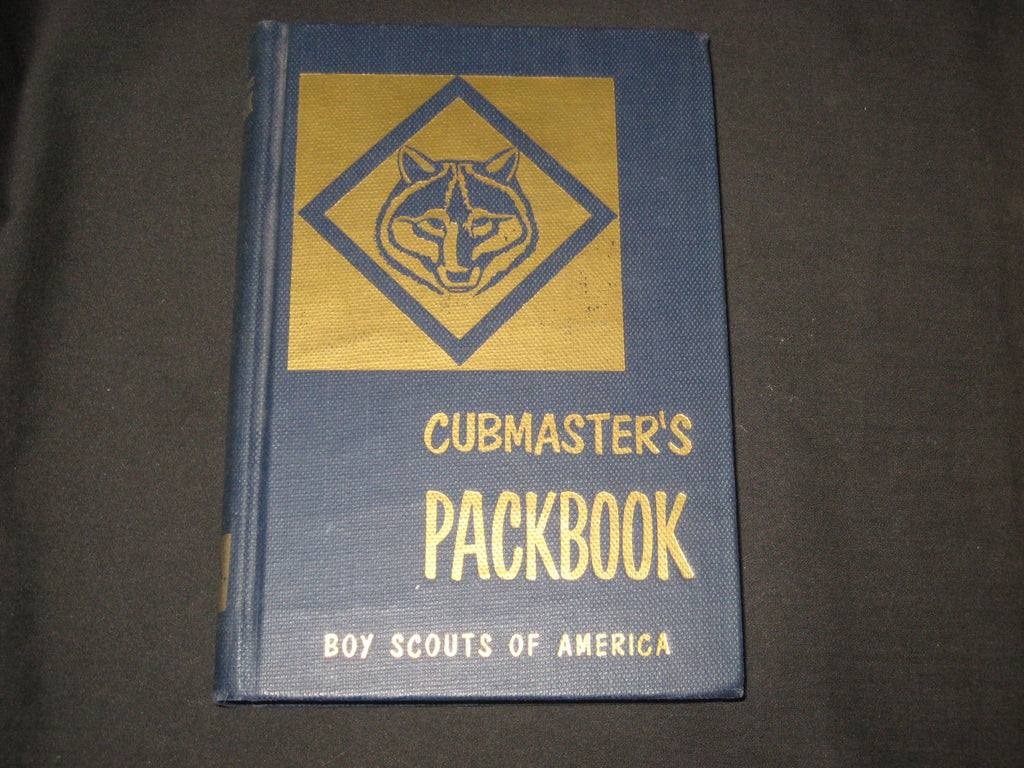 CUBMASTER'S
PACKBOOK
BOY SCOUTS OF AMERICA